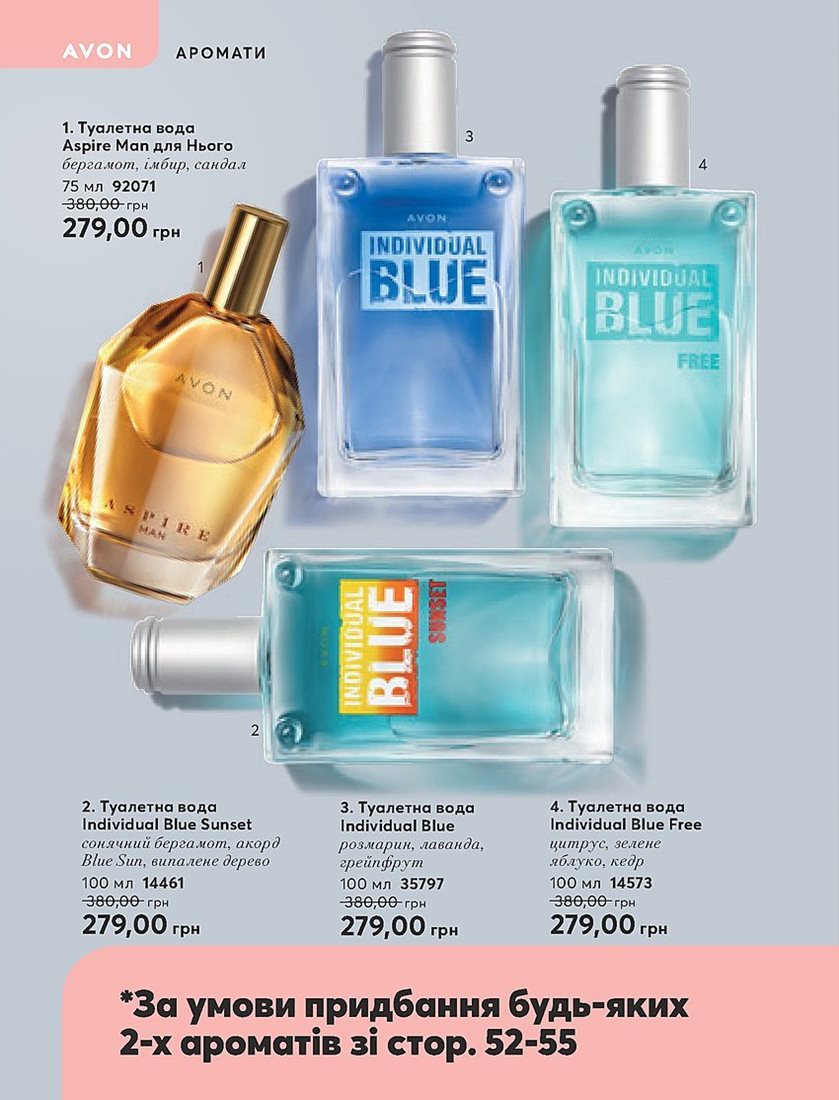 AVON АРОМАТИ
1. Туалетна вода
Aspire Man для Нього
бергамот, імбир, сандал
75 мл 92071
380,00 грн
279,00 грн
1
3
4
AVON
INDIVIDUAL
BLUE
AVON
INDIVIDUAL
BLUE
FREE
AVON
ASPIRE
MAN
AVON
INDIVIDUAL
BLUE
SUNSET
2
2. Туалетна вода
Individual Blue Sunset
сонячний бергамот, акорд
Blue Sun, випалене дерево
100 мл 14461
380,00 грн
279,00 грн
3. Туалетна вода
Individual Blue
розмарин, лаванда,
грейпфрут
100 мл 35797
380,00 грн
279,00 грн
4. Туалетна вода
Individual Blue Free
цитрус, зелене
яблуко, кедр
100 мл 14573
380,00 грн
279,00 грн
*За умови придбання будь-яких
2-х ароматів зі стор. 52-55